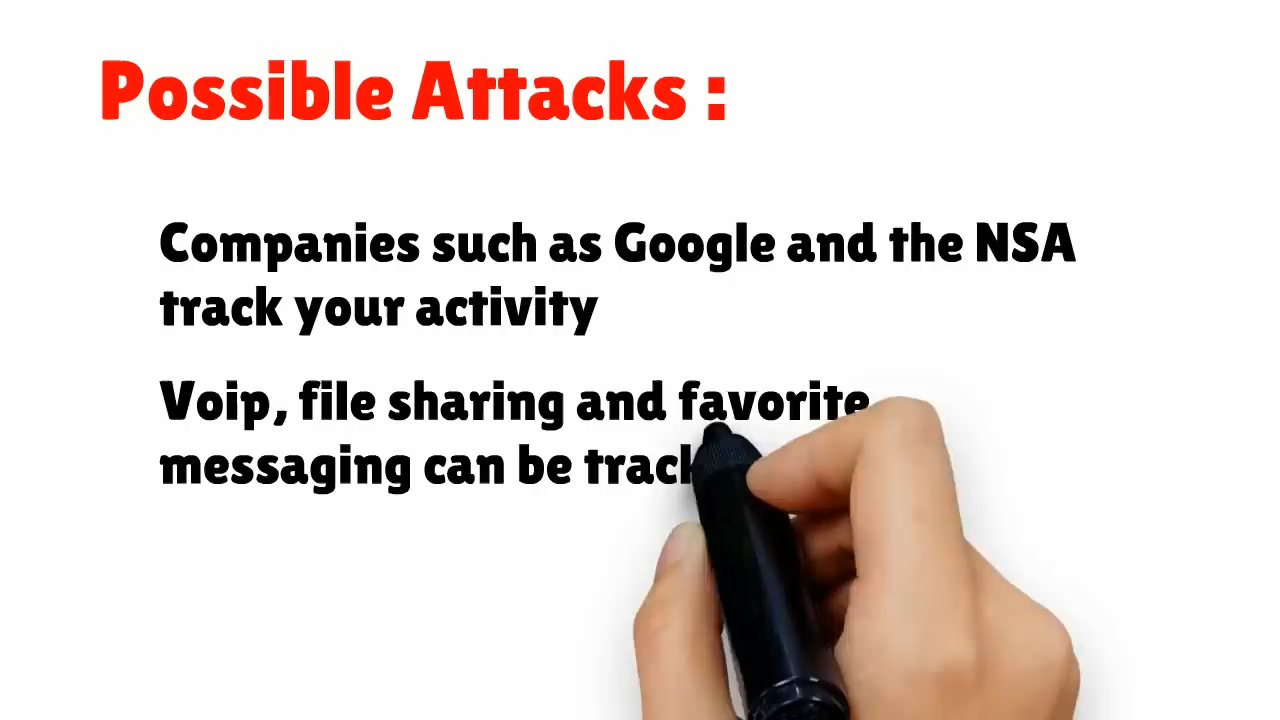 Possible Attacks :
Companies such as Google and the NSA
track your activity
Voip, file sharing and favorite
messaging can be track